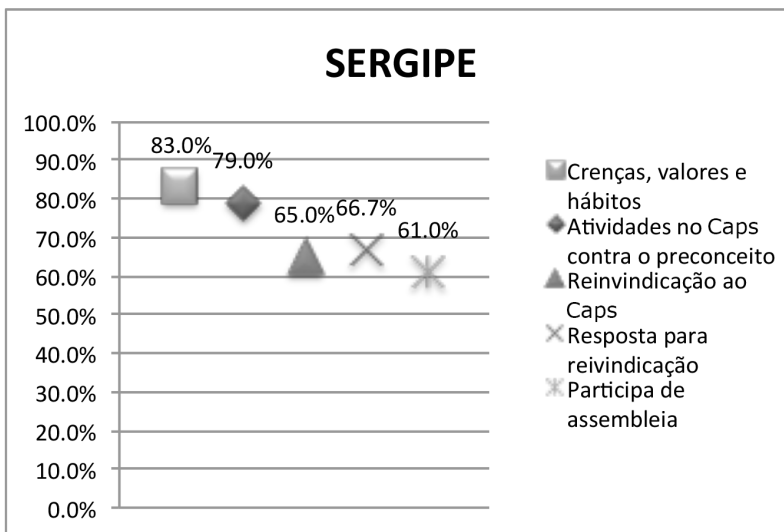 SERGIPE
100.0%
90.0%
80.0%
70.0%
60.0%
50.0%
40.0%
30.0%
20.0%
10.0%
0.0%
83.0%
79.0%
65.0%
66.7%
61.0%
Crenças, valores e
hábitos
Atividades no Caps
contra o preconceito
Reinvindicação ao
Caps
Resposta para
reivindicação
Participa de
assembleia